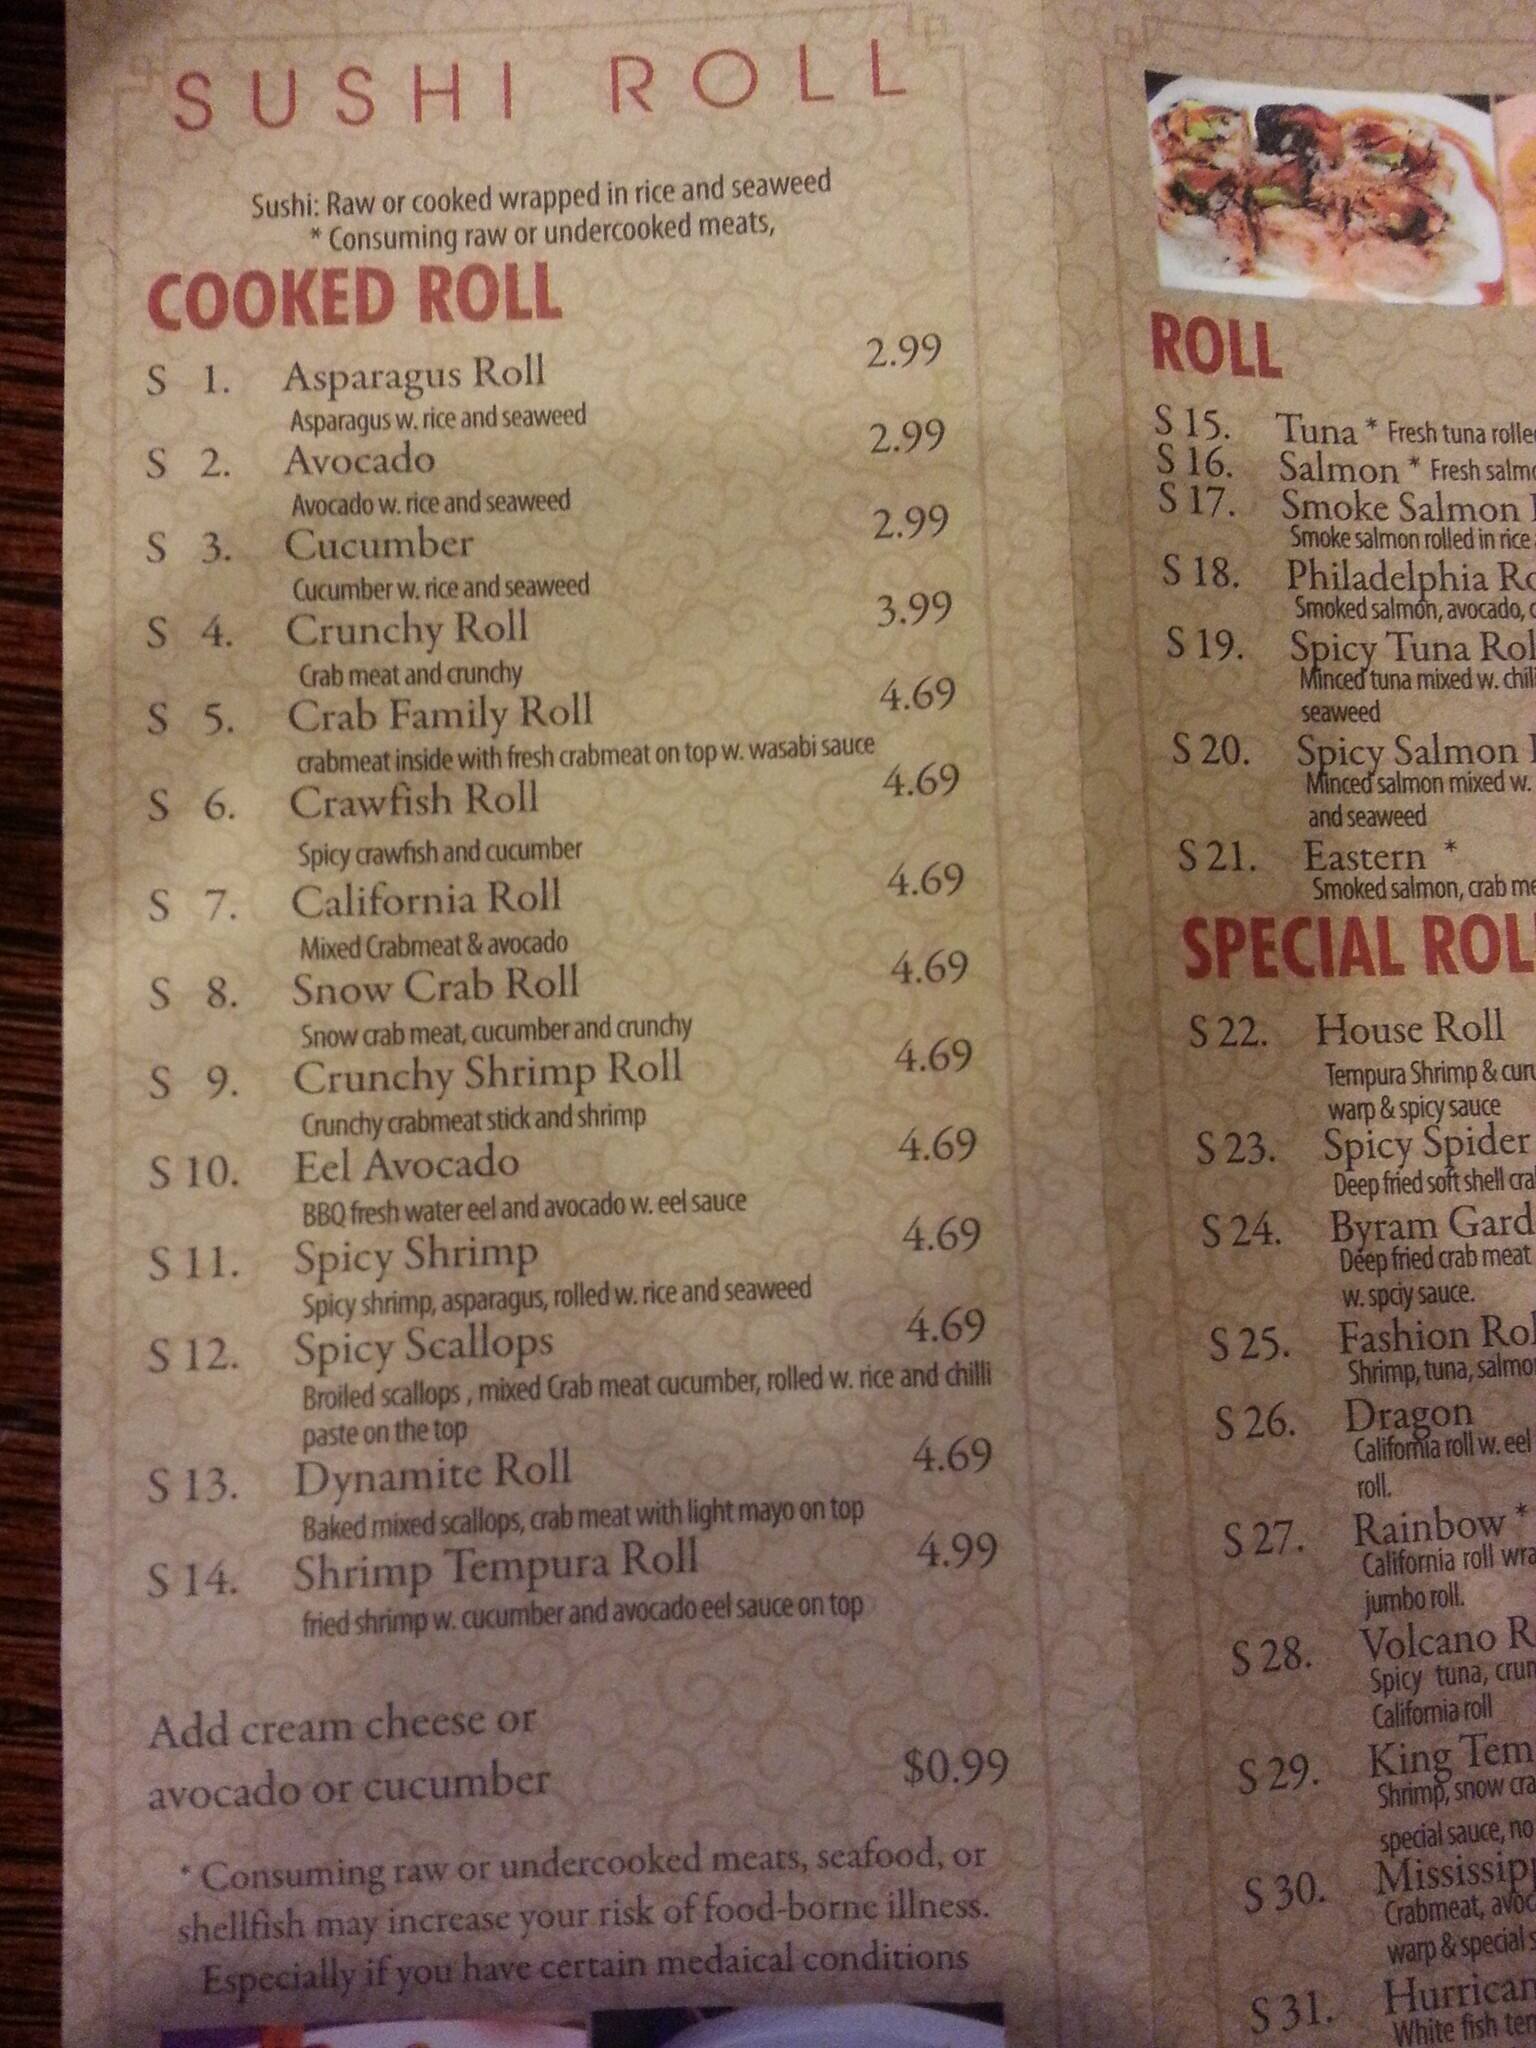 SUSHI ROLL
Sushi: Raw or cooked wrapped in rice and seaweed
* Consuming raw or undercooked meats,
COOKED ROLL
S 1. Asparagus Roll 2.99
Asparagus w. rice and seaweed
S 2. Avocado 2.99
Avocado w. rice and seaweed
S 3. Cucumber 2.99
Cucumber w. rice and seaweed
S 4. Crunchy Roll 3.99
Crab meat and crunchy
S 5. Crab Family Roll 4.69
crabmeat inside with fresh crabmeat on top w. wasabi sauce
S 6. Crawfish Roll 4.69
Spicy crawfish and cucumber
S 7. California Roll 4.69
Mixed Crabmeat & avocado
S 8. Snow Crab Roll 4.69
Snow crab meat, cucumber and crunchy
S 9. Crunchy Shrimp Roll 4.69
Crunchy crabmeat stick and shrimp
S 10. Eel Avocado 4.69
BBQ fresh water eel and avocado w. eel sauce
S 11. Spicy Shrimp 4.69
Spicy shrimp, asparagus, rolled w. rice and seaweed
S 12. Spicy Scallops 4.69
Broiled scallops , mixed Crab meat cucumber, rolled w. rice and chilli
paste on the top
S 13. Dynamite Roll 4.69
Baked mixed scallops, crab meat with light mayo on top
S 14. Shrimp Tempura Roll 4.99
fried shrimp w. cucumber and avocado eel sauce on top
Add cream cheese or
avocado or cucumber $0.99
* Consuming raw or undercooked meats, seafood, or
shellfish may increase your risk of food-borne illness.
Especially if you have certain medaical conditions
ROLL
S 15. Tuna * Fresh tuna
S 16. Salmon * Fresh
S 17. Smoke Salmon
Smoke salmon rolled in rice
S 18. Philadelphia
Smoked salmon, avocado,
S 19. Spicy Tuna
Minced tuna mixed w.
seaweed
S 20. Spicy Salmon
Minced salmon mixed w.
and seaweed
S 21. Eastern *
Smoked salmon, crab
SPECIAL
S 22. House Roll
Tempura Shrimp &
warp & spicy sauce
S 23. Spicy Spider
Deep fried soft shell
S 24. Byram
Deep fried crab meat
w. spciy sauce.
S 25. Fashion
Shrimp, tuna,
S 26. Dragon
California roll w. eel
roll.
S 27. Rainbow *
California roll
jumbo roll.
S 28. Volcano
Spicy tuna,
California roll
S 29. King
Shrimp, snow
special sauce, no
S 30.
Crabmeat,
warp & special
S 31.
White fish